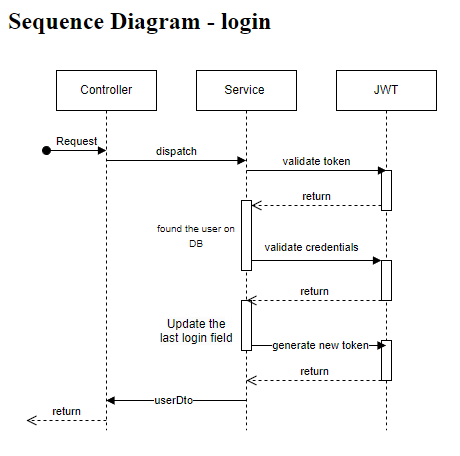 Sequence Diagram - login
Controller
Service
JWT
Request
dispatch
validate token
return
found the user on
DB
validate credentials
return
Update the
last login field
generate new token
return
userDto
return